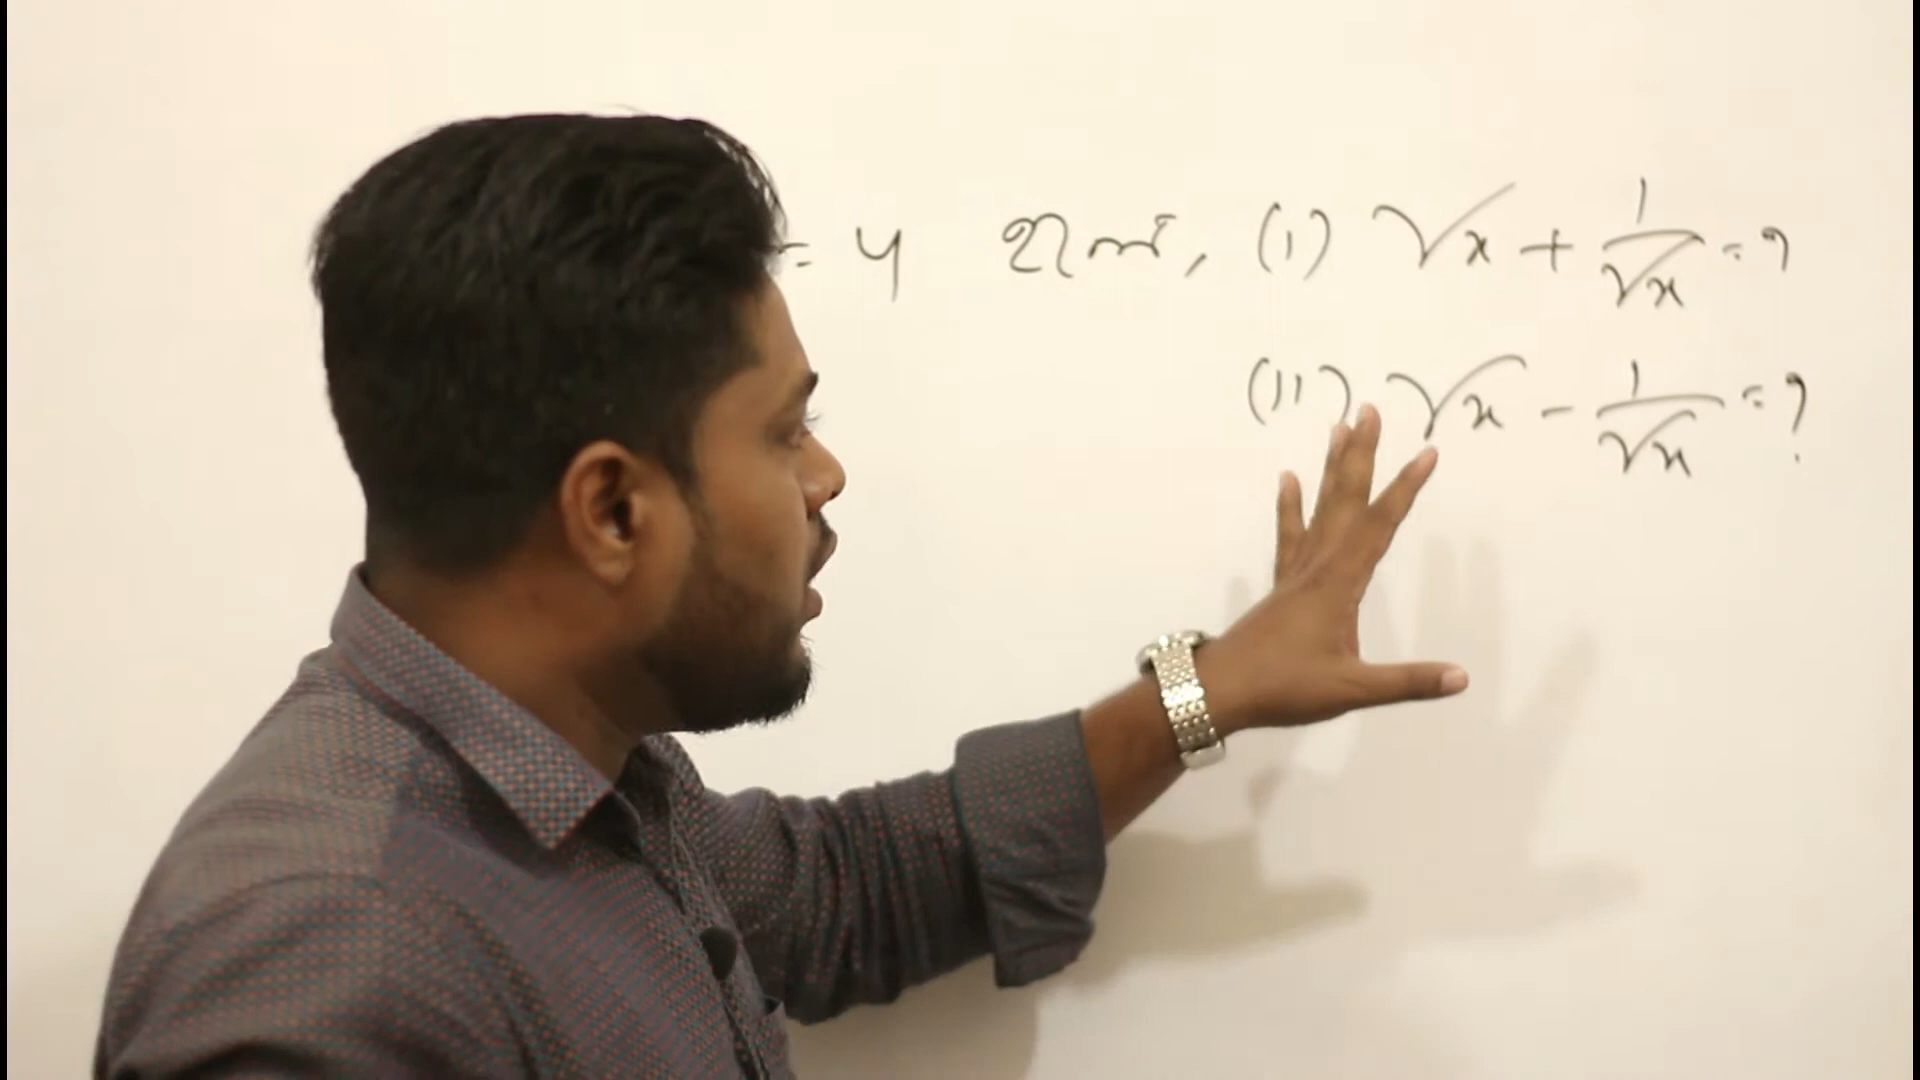 = 4 হলে, (i) √x + 1/√x = ?
(ii) √x - 1/√x = ?